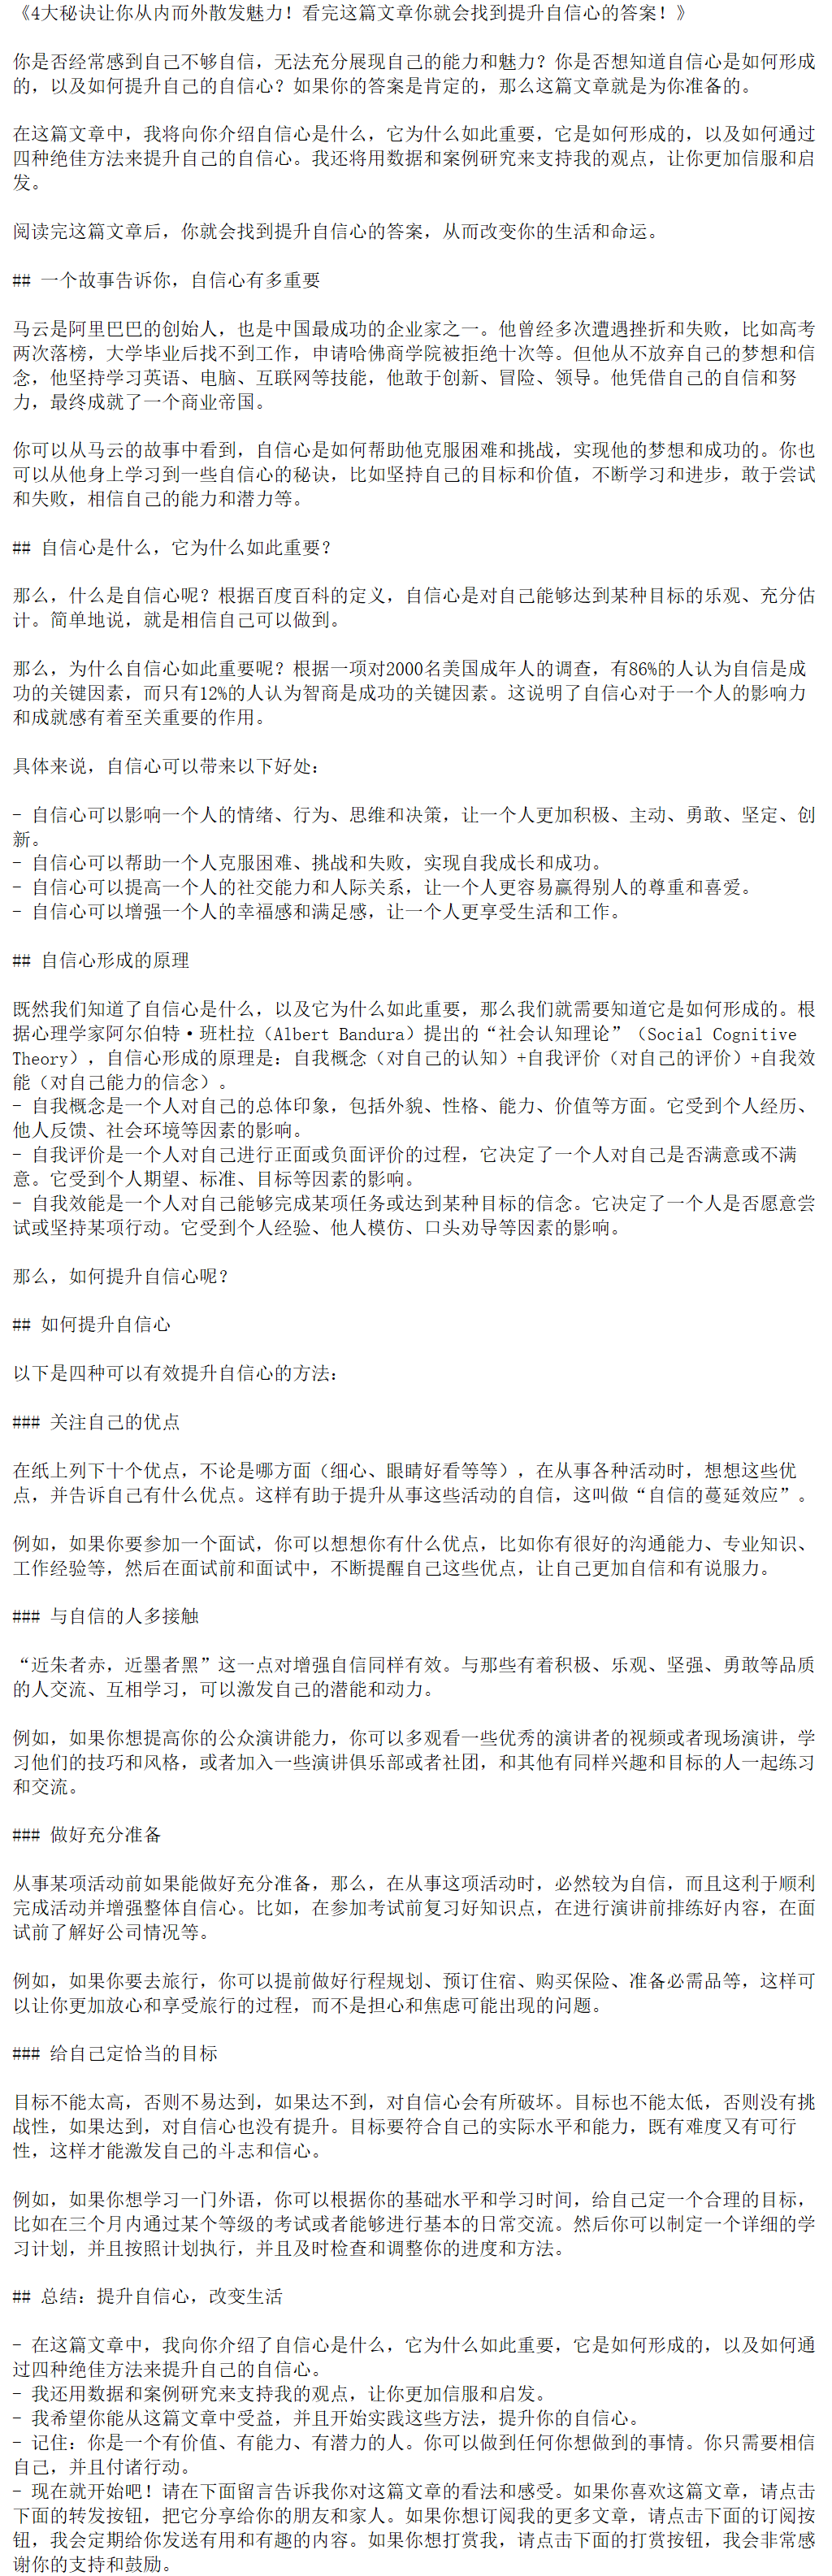 《4大秘诀让你从内而外散发魅力！看完这篇文章你就会找到提升自信心的答案！》
你是否经常感到自己不够自信，无法充分展现自己的能力和魅力？你是否想知道自信心是如何形成
的，以及如何提升自己的自信心？如果你的答案是肯定的，那么这篇文章就是为你准备的。
在这篇文章中，我将向你介绍自信心是什么，它为什么如此重要，它是如何形成的，以及如何通过
四种绝佳方法来提升自己的自信心。我还将用数据和案例研究来支持我的观点，让你更加信服和启
发。
阅读完这篇文章后，你就会找到提升自信心的答案，从而改变你的生活和命运。
## 一个故事告诉你，自信心有多重要
马云是阿里巴巴的创始人，也是中国最成功的企业家之一。他曾经多次遭遇挫折和失败，比如高考
两次落榜，大学毕业后找不到工作，申请哈佛商学院被拒绝十次等。但他从不放弃自己的梦想和信
念，他坚持学习英语、电脑、互联网等技能，他敢于创新、冒险、领导。他凭借自己的自信和努
力，最终成就了一个商业帝国。
你可以从马云的故事中看到，自信心是如何帮助他克服困难和挑战，实现他的梦想和成功的。你也
可以从他身上学习到一些自信心的秘诀，比如坚持自己的目标和价值，不断学习和进步，敢于尝试
和失败，相信自己的能力和潜力等。
## 自信心是什么，它为什么如此重要？
那么，什么是自信心呢？根据百度百科的定义，自信心是对自己能够达到某种目标的乐观、充分估
计。简单地说，就是相信自己可以做到。
那么，为什么自信心如此重要呢？根据一项对2000名美国成年人的调查，有86%的人认为自信是成
功的关键因素，而只有12%的人认为智商是成功的关键因素。这说明了自信心对于一个人的影响力
和成就感有着至关重要的作用。
具体来说，自信心可以带来以下好处：
- 自信心可以影响一个人的情绪、行为、思维和决策，让一个人更加积极、主动、勇敢、坚定、创
新。
- 自信心可以帮助一个人克服困难、挑战和失败，实现自我成长和成功。
- 自信心可以提高一个人的社交能力和人际关系，让一个人更容易赢得别人的尊重和喜爱。
- 自信心可以增强一个人的幸福感和满足感，让一个人更享受生活和工作。
## 自信心形成的原理
既然我们知道了自信心是什么，以及它为什么如此重要，那么我们就需要知道它是如何形成的。根
据心理学家阿尔伯特·班杜拉（Albert Bandura）提出的“社会认知理论”（Social Cognitive
Theory），自信心形成的原理是：自我概念（对自己的认知）+自我评价（对自己的评价）+自我效
能（对自己能力的信念）。
- 自我概念是一个人对自己的总体印象，包括外貌、性格、能力、价值等方面。它受到个人经历、
他人反馈、社会环境等因素的影响。
- 自我评价是一个人对自己进行正面或负面评价的过程，它决定了一个人对自己是否满意或不满
意。它受到个人期望、标准、目标等因素的影响。
- 自我效能是一个人对自己能够完成某项任务或达到某种目标的信念。它决定了一个人是否愿意尝
试或坚持某项行动。它受到个人经验、他人模仿、口头劝导等因素的影响。
那么，如何提升自信心呢？
## 如何提升自信心
以下是四种可以有效提升自信心的方法：
### 关注自己的优点
在纸上列下十个优点，不论是哪方面（细心、眼睛好看等等），在从事各种活动时，想想这些优
点，并告诉自己有什么优点。这样有助于提升从事这些活动的自信，这叫做“自信的蔓延效应”。
例如，如果你要参加一个面试，你可以想想你有什么优点，比如你有很好的沟通能力、专业知识、
工作经验等，然后在面试前和面试中，不断提醒自己这些优点，让自己更加自信和有说服力。
### 与自信的人多接触
“近朱者赤，近墨者黑”这一点对增强自信同样有效。与那些有着积极、乐观、坚强、勇敢等品质
的人交流、互相学习，可以激发自己的潜能和动力。
例如，如果你想提高你的公众演讲能力，你可以多观看一些优秀的演讲者的视频或者现场演讲，学
习他们的技巧和风格，或者加入一些演讲俱乐部或者社团，和其他有同样兴趣和目标的人一起练习
和交流。
### 做好充分准备
从事某项活动前如果能做好充分准备，那么，在从事这项活动时，必然较为自信，而且这利于顺利
完成活动并增强整体自信心。比如，在参加考试前复习好知识点，在进行演讲前排练好内容，在面
试前了解好公司情况等。
例如，如果你要去旅行，你可以提前做好行程规划、预订住宿、购买保险、准备必需品等，这样可
以让你更加放心和享受旅行的过程，而不是担心和焦虑可能出现的问题。
### 给自己定恰当的目标
目标不能太高，否则不易达到，如果达不到，对自信心会有所破坏。目标也不能太低，否则没有挑
战性，如果达到，对自信心也没有提升。目标要符合自己的实际水平和能力，既有难度又有可行
性，这样才能激发自己的斗志和信心。
例如，如果你想学习一门外语，你可以根据你的基础水平和学习时间，给自己定一个合理的目标，
比如在三个月内通过某个等级的考试或者能够进行基本的日常交流。然后你可以制定一个详细的学
习计划，并且按照计划执行，并且及时检查和调整你的进度和方法。
## 总结：提升自信心，改变生活
- 在这篇文章中，我向你介绍了自信心是什么，它为什么如此重要，它是如何形成的，以及如何通
过四种绝佳方法来提升自己的自信心。
- 我还用数据和案例研究来支持我的观点，让你更加信服和启发。
- 我希望你能从这篇文章中受益，并且开始实践这些方法，提升你的自信心。
- 记住：你是一个有价值、有能力、有潜力的人。你可以做到任何你想做到的事情。你只需要相信
自己，并且付诸行动。
- 现在就开始吧！请在下面留言告诉我你对这篇文章的看法和感受。如果你喜欢这篇文章，请点击
下面的转发按钮，把它分享给你的朋友和家人。如果你想订阅我的更多文章，请点击下面的订阅按
钮，我会定期给你发送有用和有趣的内容。如果你想打赏我，请点击下面的打赏按钮，我会非常感
谢你的支持和鼓励。